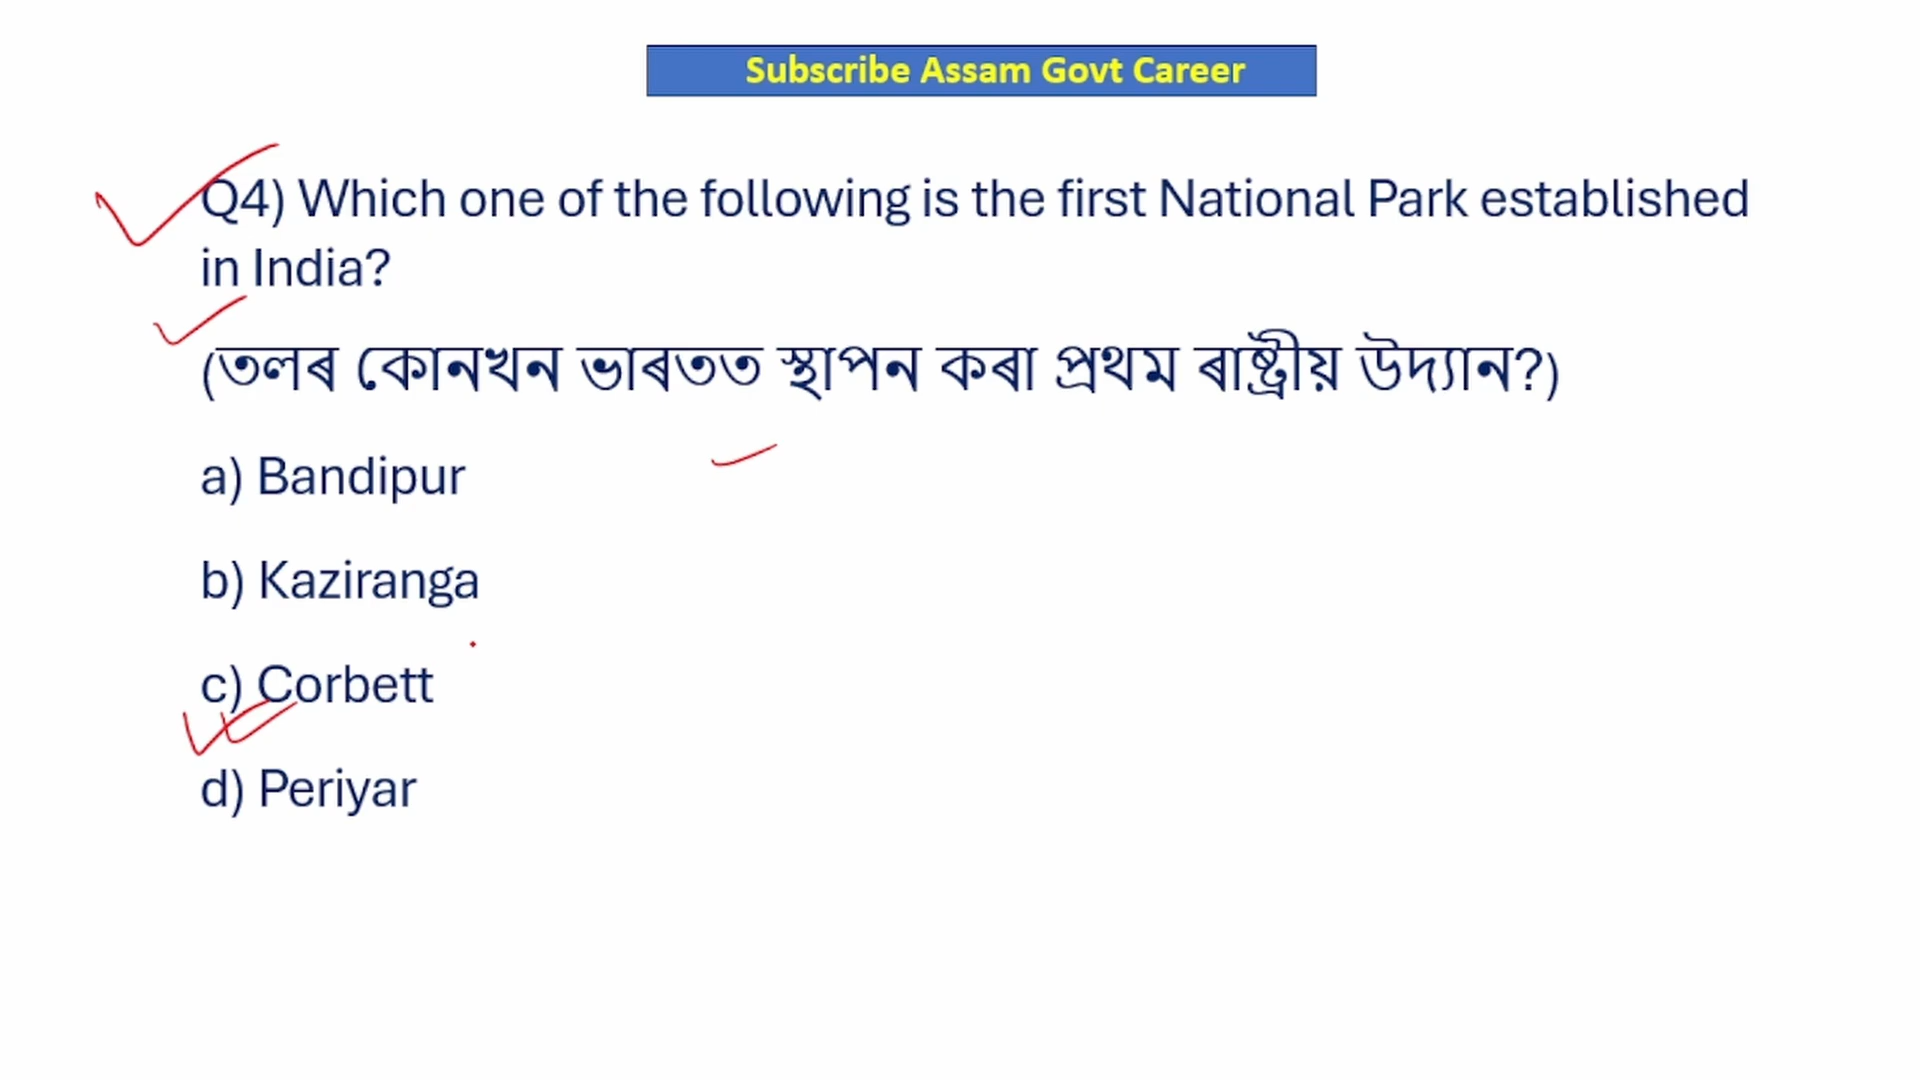 Subscribe Assam Govt Career
Q4) Which one of the following is the first National Park established
in India?
(তলৰ কোনখন ভাৰতত স্থাপন কৰা প্ৰথম ৰাষ্ট্ৰীয় উদ্যান?)
a) Bandipur
b) Kaziranga
c) Corbett
d) Periyar